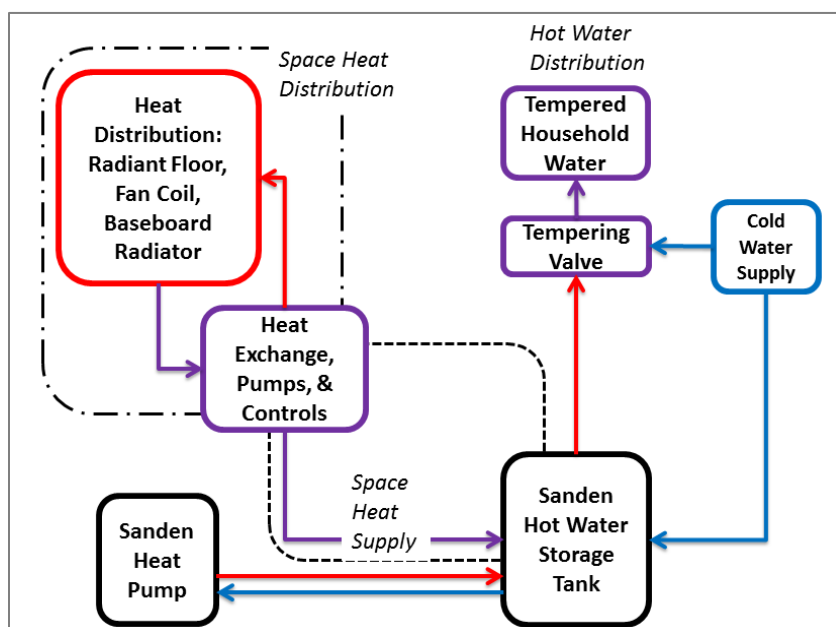 Space Heat
Distribution
Hot Water
Distribution
Heat
Distribution:
Radiant Floor,
Fan Coil,
Baseboard
Radiator
Tempered
Household
Water
Tempering
Valve
Cold
Water
Supply
Heat
Exchange,
Pumps, &
Controls
Space
Heat
Supply
Sanden
Heat
Pump
Sanden
Hot Water
Storage
Tank